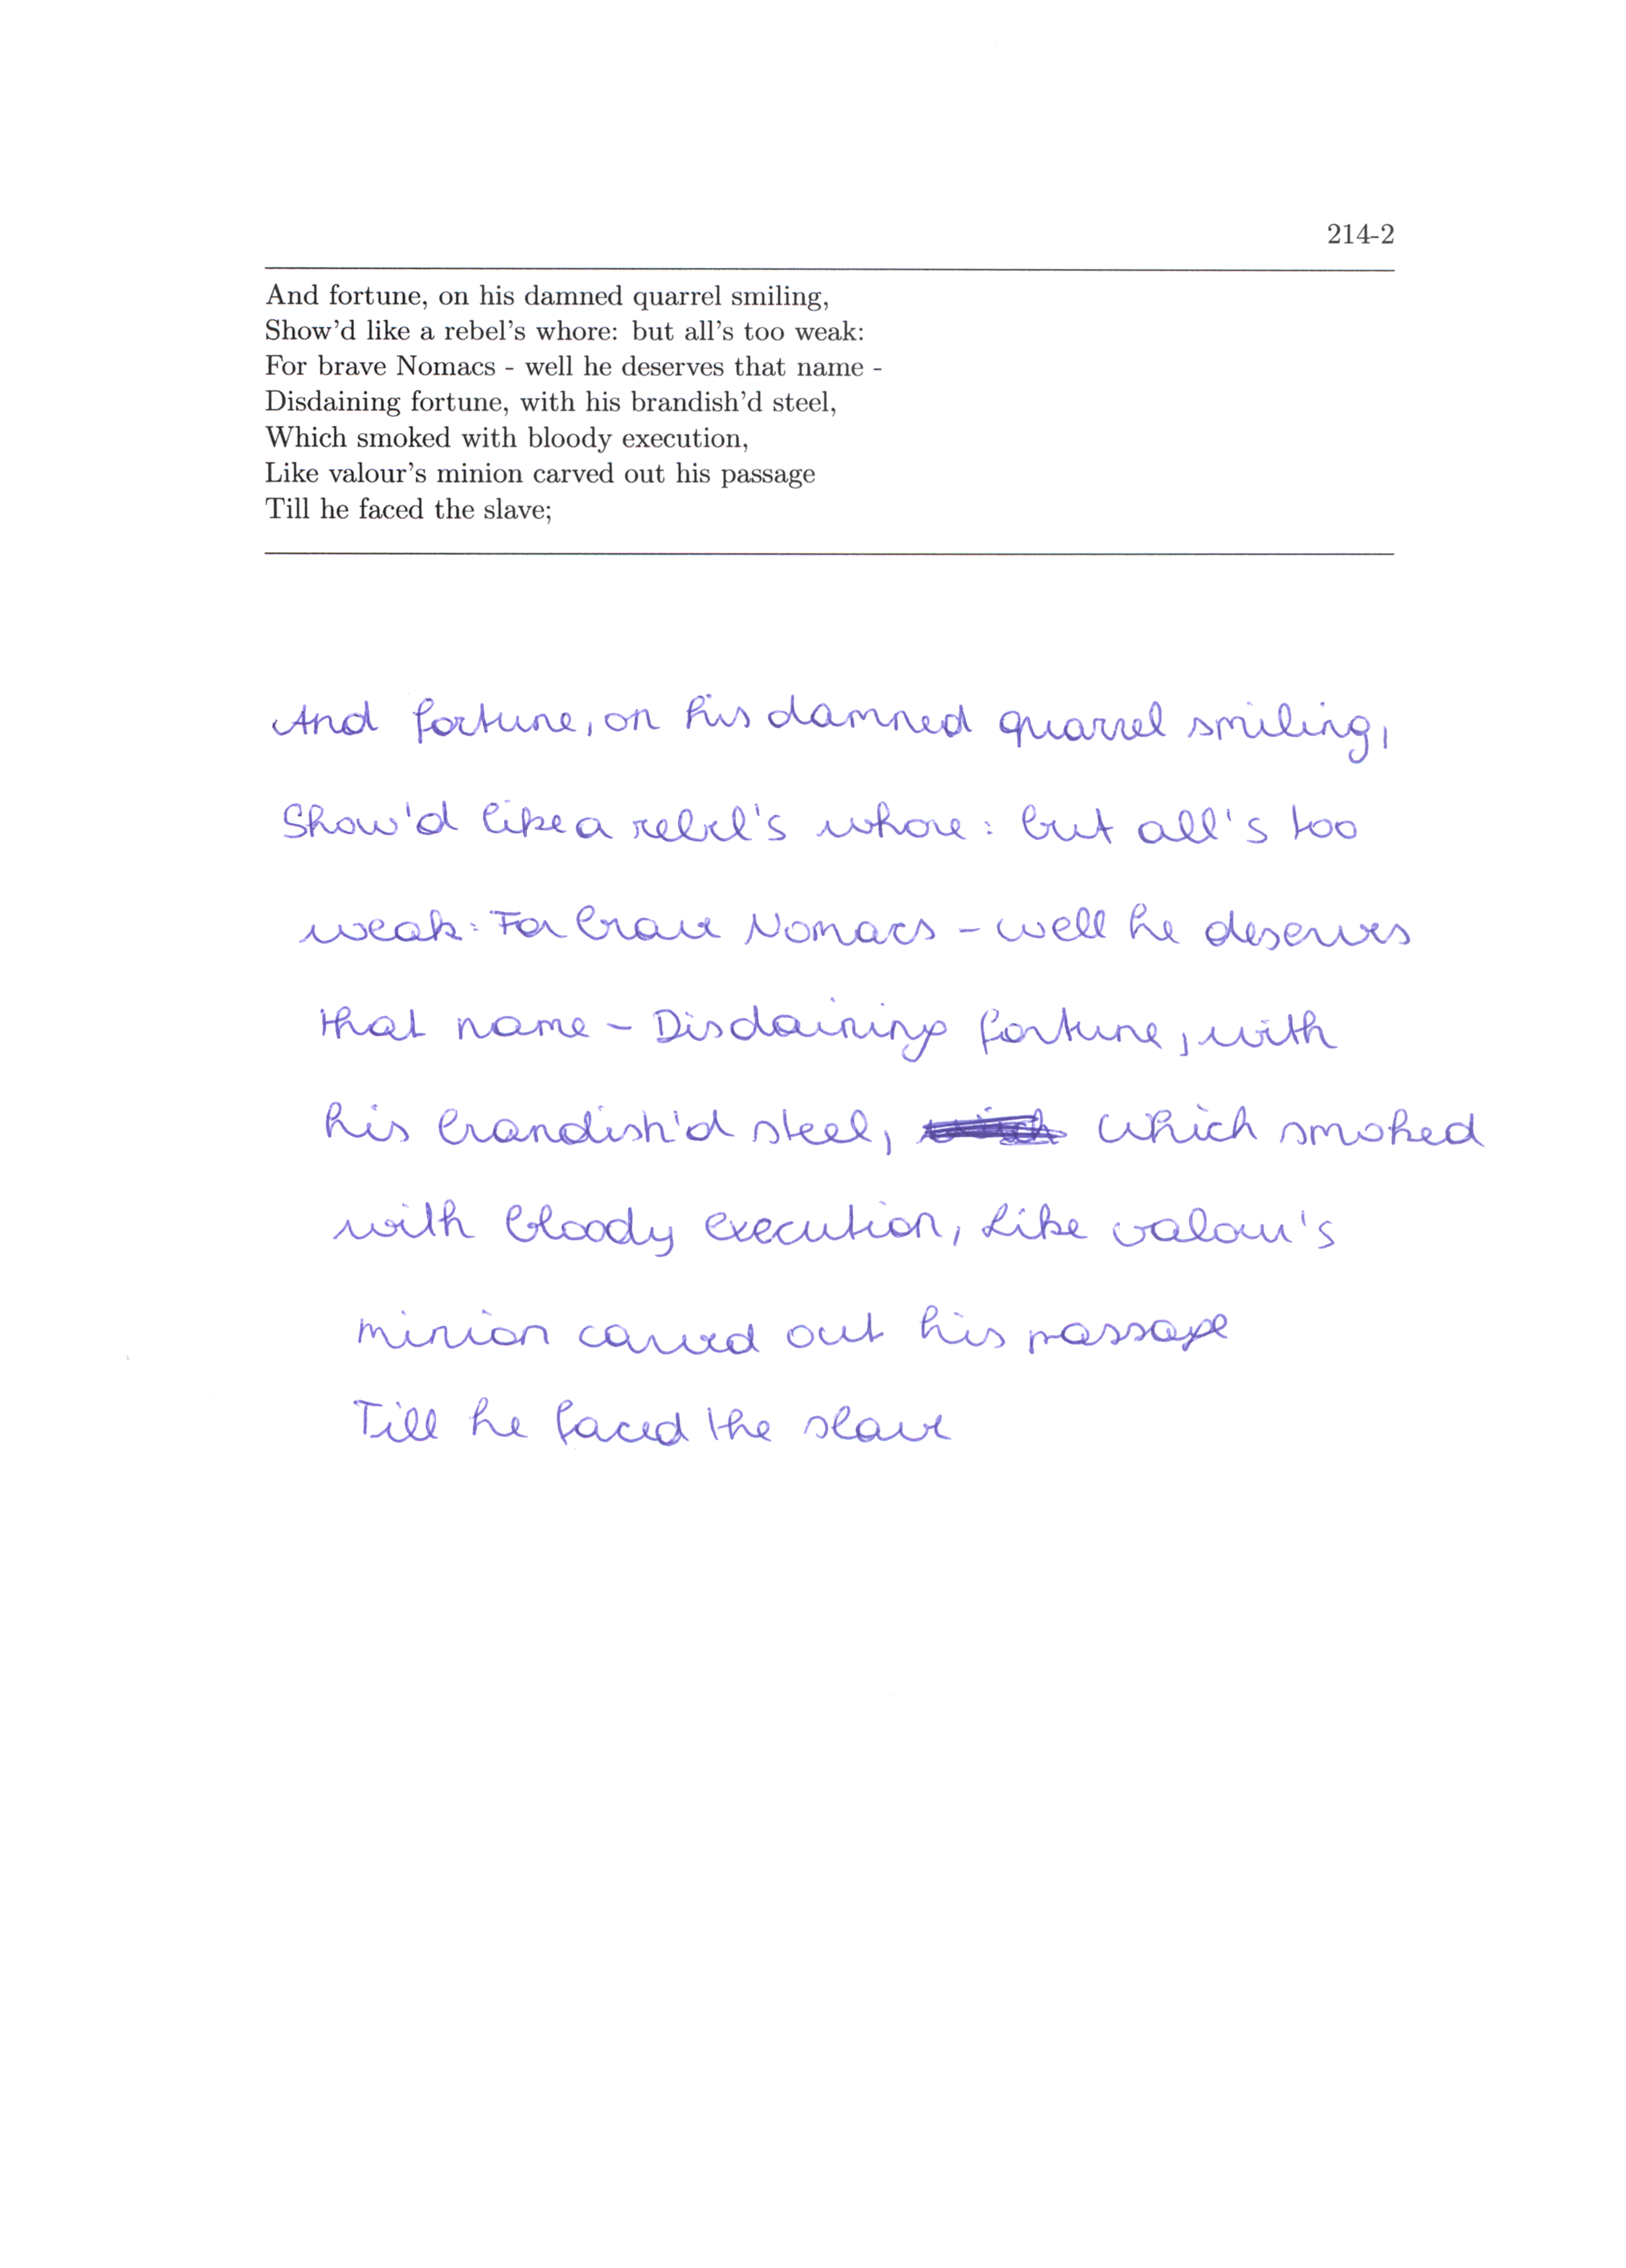 214-2
And fortune, on his damned quarrel smiling,
Show'd like a rebel's whore: but all's too weak:
For brave Nomacs - well he deserves that name -
Disdaining fortune, with his brandish'd steel,
Which smoked with bloody execution,
Like valour's minion carved out his passage
Till he faced the slave;
And fortune, on his damned quarrel smiling,
Show'd like a rebel's whore: but all's too
weak: For brave Nomacs - well he deserves
that name - Disdaining fortune, with
his brandish'd steel, Which smoked
with bloody execution, Like valour's
minion carved out his passage
Till he faced the slave